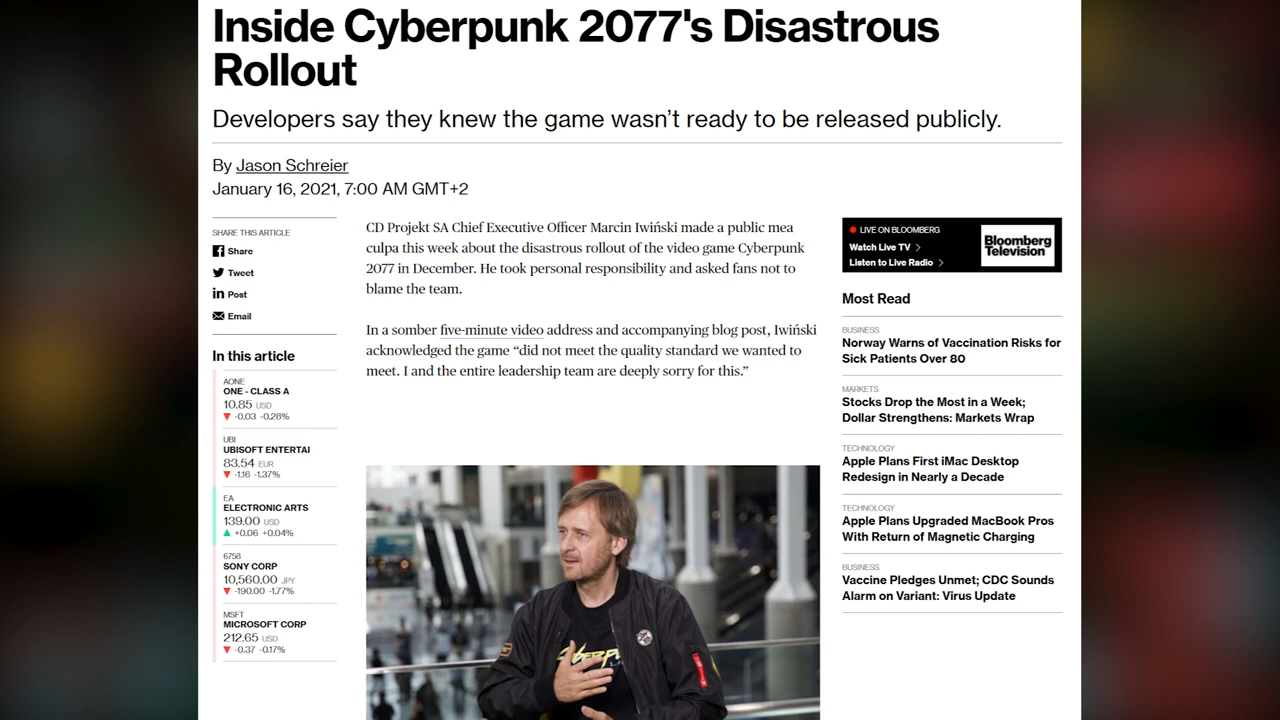 Inside Cyberpunk 2077's Disastrous
Rollout
Developers say they knew the game wasn’t ready to be released publicly.
By Jason Schreier
January 16, 2021, 7:00 AM GMT+2
SHARE THIS ARTICLE
Share
Tweet
Post
Email
In this article
AONE
ONE - CLASS A
10.85 USD
▼ -0.03 -0.28%
UBI
UBISOFT ENTERTAI
83.54 EUR
▼ -1.16 -1.37%
EA
ELECTRONIC ARTS
139.00 USD
▲ +0.06 +0.04%
6758
SONY CORP
10,560.00 JPY
▼ -190.00 -1.77%
MSFT
MICROSOFT CORP
212.65 USD
▼ -0.37 -0.17%
CD Projekt SA Chief Executive Officer Marcin Iwiński made a public mea
culpa this week about the disastrous rollout of the video game Cyberpunk
2077 in December. He took personal responsibility and asked fans not to
blame the team.
In a somber five-minute video address and accompanying blog post, Iwiński
acknowledged the game “did not meet the quality standard we wanted to
meet. I and the entire leadership team are deeply sorry for this.”
LIVE ON BLOOMBERG
Watch Live TV
Listen to Live Radio
Bloomberg
Television
Most Read
BUSINESS
Norway Warns of Vaccination Risks for
Sick Patients Over 80
MARKETS
Stocks Drop the Most in a Week;
Dollar Strengthens: Markets Wrap
TECHNOLOGY
Apple Plans First iMac Desktop
Redesign in Nearly a Decade
TECHNOLOGY
Apple Plans Upgraded MacBook Pros
With Return of Magnetic Charging
BUSINESS
Vaccine Pledges Unmet; CDC Sounds
Alarm on Variant: Virus Update